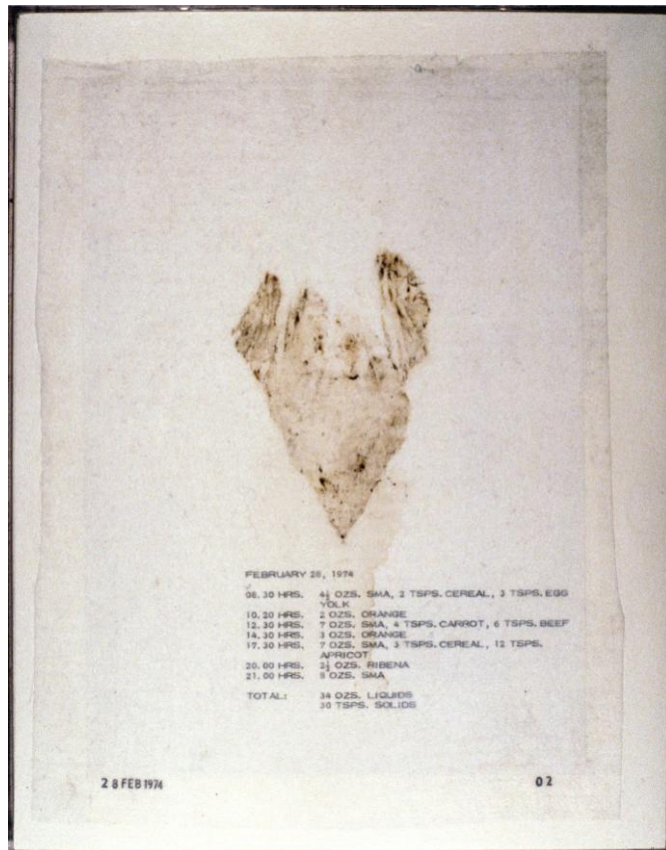 FEBRUARY 28, 1974
08.30 HRS. 4½ OZS. SMA, 2 TSPS. CEREAL, 3 TSPS. EGG
YOLK
10.20 HRS. 2 OZS. ORANGE
12.30 HRS. 7 OZS. SMA, 4 TSPS. CARROT, 6 TSPS. BEEF
14.30 HRS. 3 OZS. ORANGE
17.30 HRS. 7 OZS. SMA, 3 TSPS. CEREAL, 12 TSPS.
APRICOT
20.00 HRS. 2½ OZS. RIBENA
21.00 HRS. 8 OZS. SMA
TOTAL: 34 OZS. LIQUIDS
30 TSPS. SOLIDS
28 FEB 1974 02